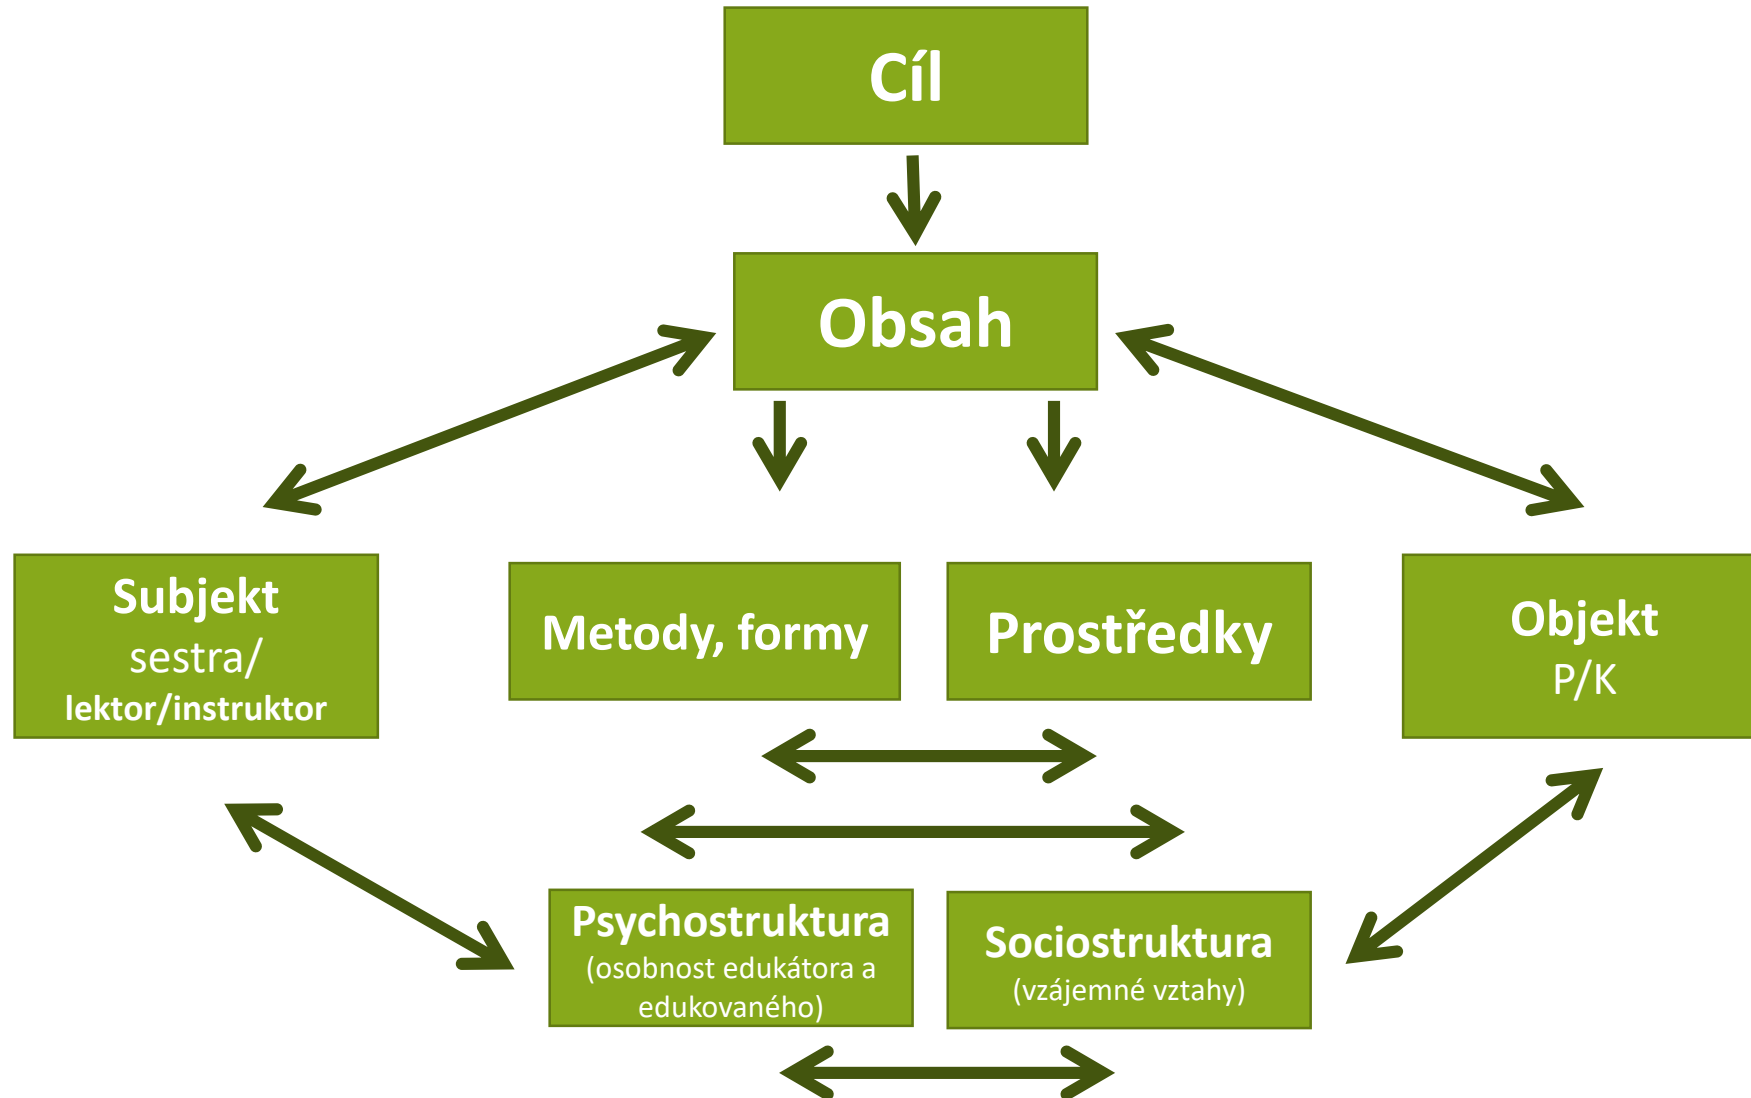 Cíl
Obsah
Subjekt
sestra/
lektor/instruktor
Metody, formy
Prostředky
Objekt
P/K
Psychostruktura
(osobnost edukátora a
edukovaného)
Sociostruktura
(vzájemné vztahy)